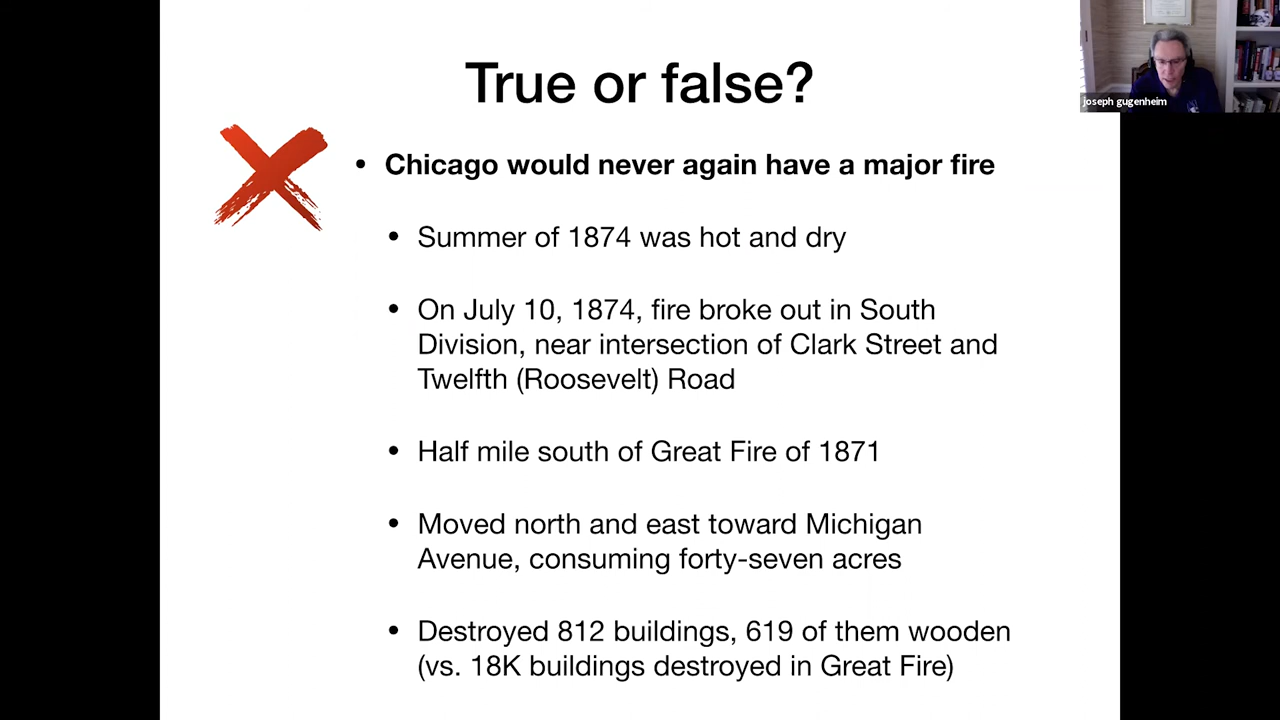 True or false?
joseph gugenheim
• Chicago would never again have a major fire
• Summer of 1874 was hot and dry
• On July 10, 1874, fire broke out in South
Division, near intersection of Clark Street and
Twelfth (Roosevelt) Road
• Half mile south of Great Fire of 1871
• Moved north and east toward Michigan
Avenue, consuming forty-seven acres
• Destroyed 812 buildings, 619 of them wooden
(vs. 18K buildings destroyed in Great Fire)